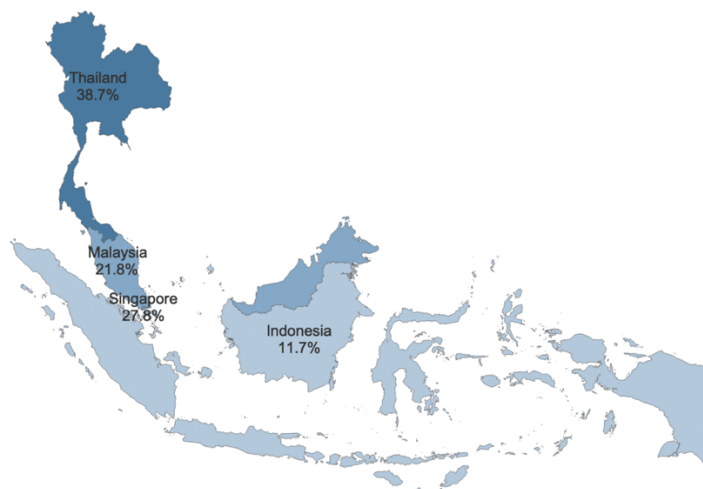 Thailand
38.7%
Malaysia
21.8%
Singapore
27.8%
Indonesia
11.7%